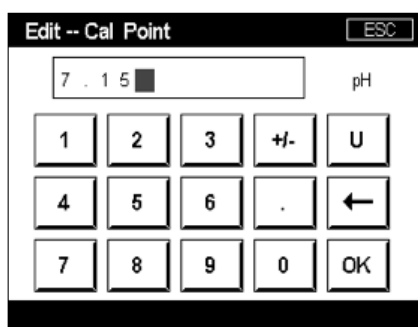 Edit -- Cal Point ESC
7 . 1 5 pH
1 2 3 +/- U
4 5 6 . ←
7 8 9 0 OK